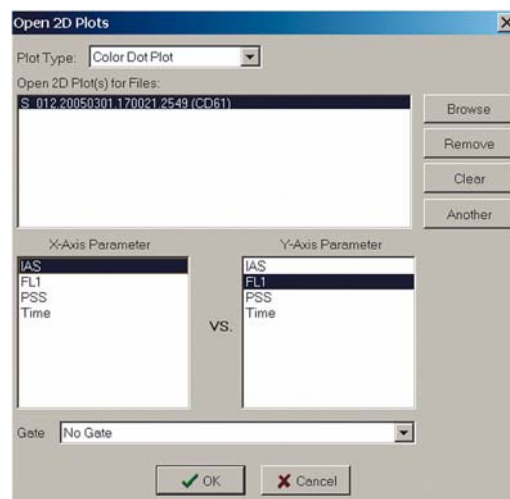 Open 2D Plots
Plot Type: Color Dot Plot
Open 2D Plot(s) for Files:
S_012.20050301.170021.2549 (CD61)
Browse
Remove
Clear
Another
X-Axis Parameter
IAS
FL1
PSS
Time
VS.
Y-Axis Parameter
IAS
FL1
PSS
Time
Gate No Gate
OK
Cancel